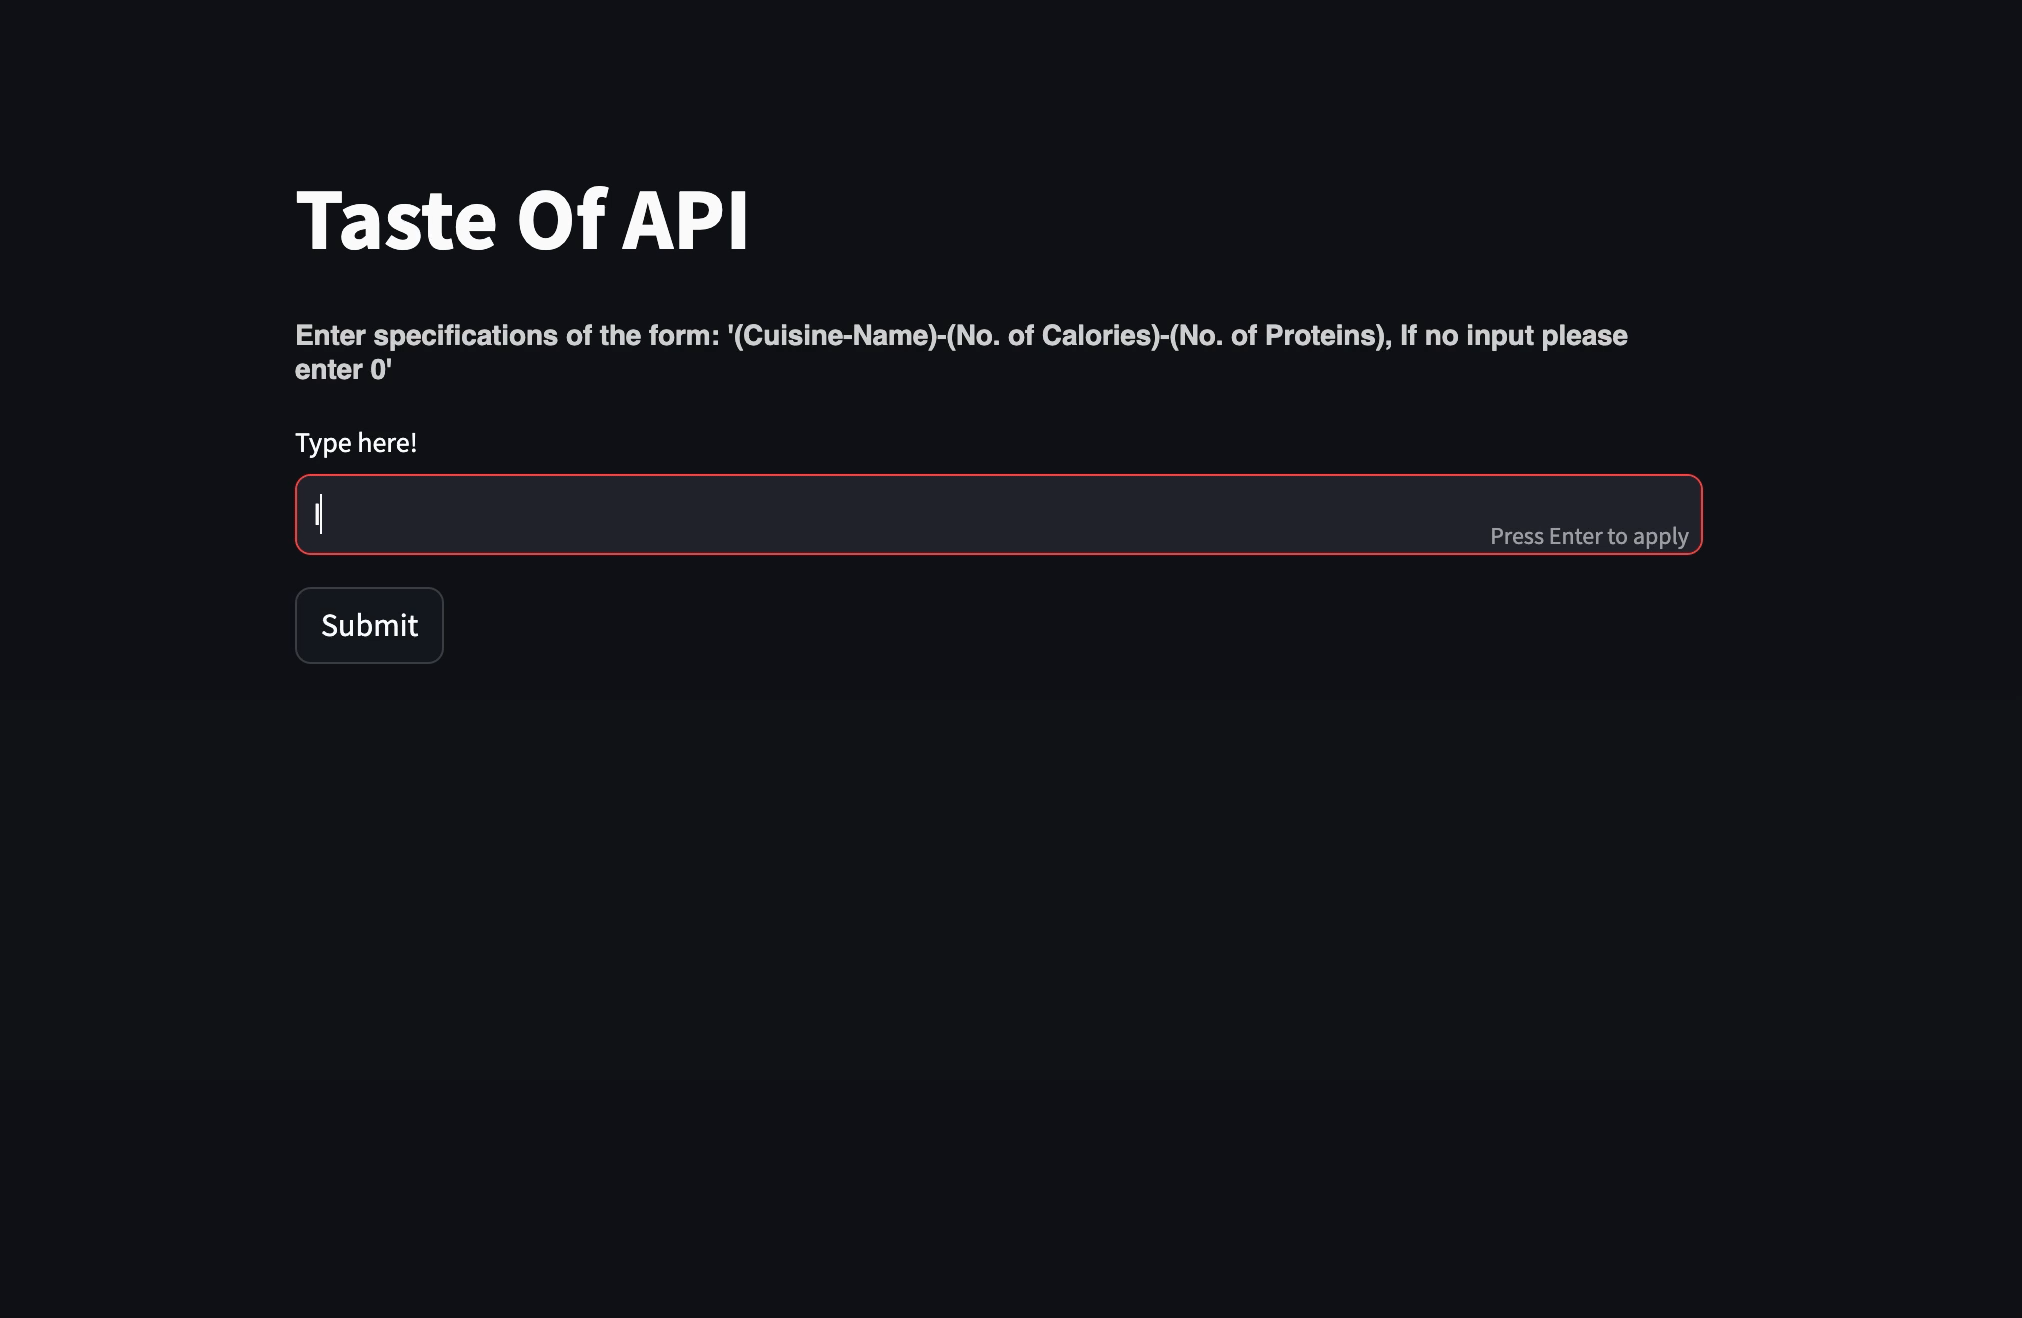 Taste Of API
Enter specifications of the form: '(Cuisine-Name)-(No. of Calories)-(No. of Proteins), If no input please
enter 0'
Type here!
I
Press Enter to apply
Submit